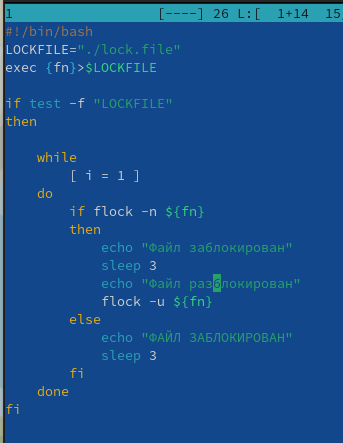 1 [----] 26 L:[ 1+14 15
#!/bin/bash
LOCKFILE="./lock.file"
exec {fn}>$LOCKFILE
if test -f "LOCKFILE"
then
while
[ i = 1 ]
do
if flock -n ${fn}
then
echo "Файл заблокирован"
sleep 3
echo "Файл разблокирован"
flock -u ${fn}
else
echo "ФАЙЛ ЗАБЛОКИРОВАН"
sleep 3
fi
done
fi